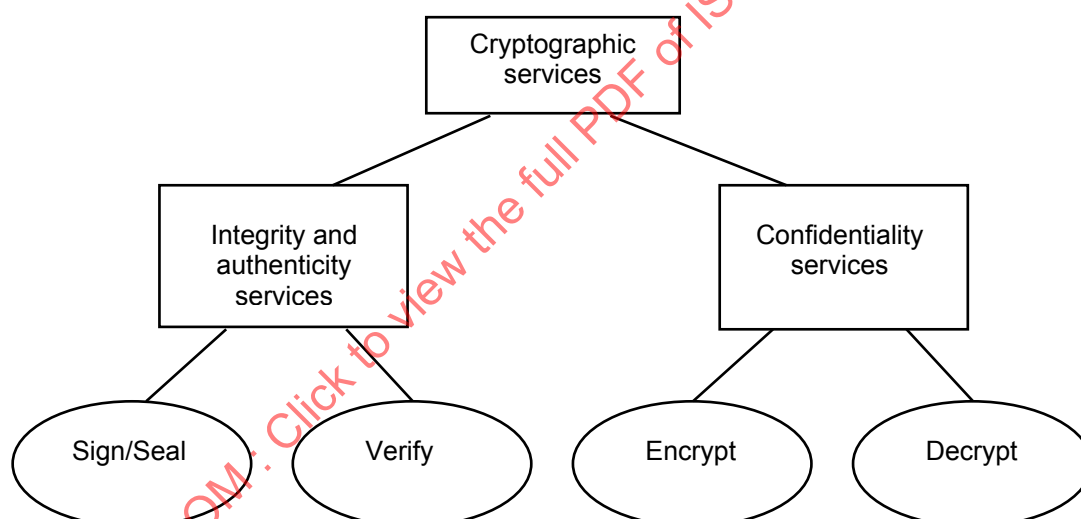 Cryptographic
services
Integrity and
authenticity
services
Confidentiality
services
Sign/Seal
Verify
Encrypt
Decrypt
OM : Click to view the full PDF of IS